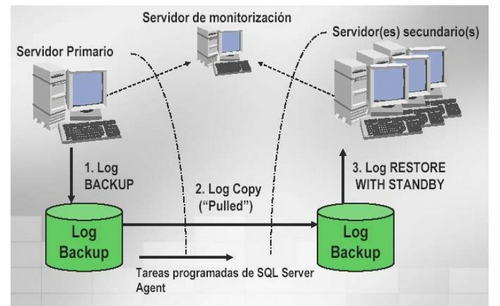 Servidor de monitorización
Servidor Primario
Servidor(es) secundario(s)
1. Log
BACKUP
2. Log Copy
("Pulled")
3. Log RESTORE
WITH STANDBY
Log
Backup
Log
Backup
Tareas programadas de SQL Server
Agent